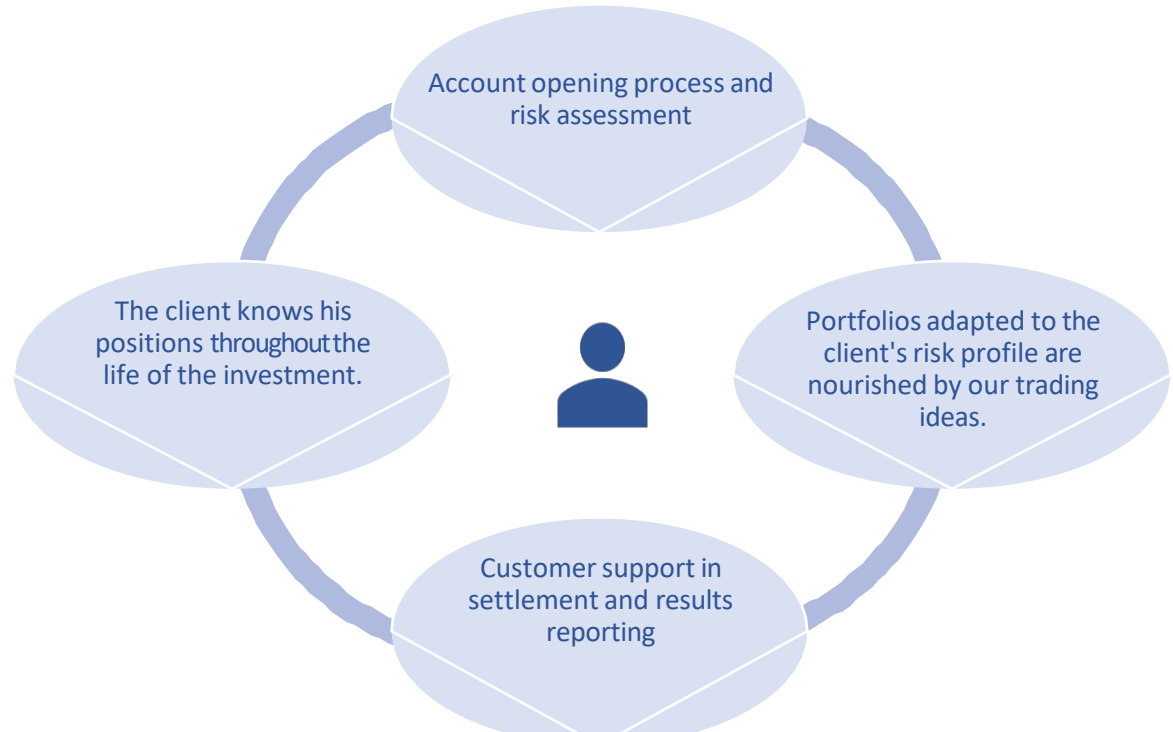 Account opening process and
risk assessment
The client knows his
positions throughout the
life of the investment.
Portfolios adapted to the
client's risk profile are
nourished by our trading
ideas.
Customer support in
settlement and results
reporting